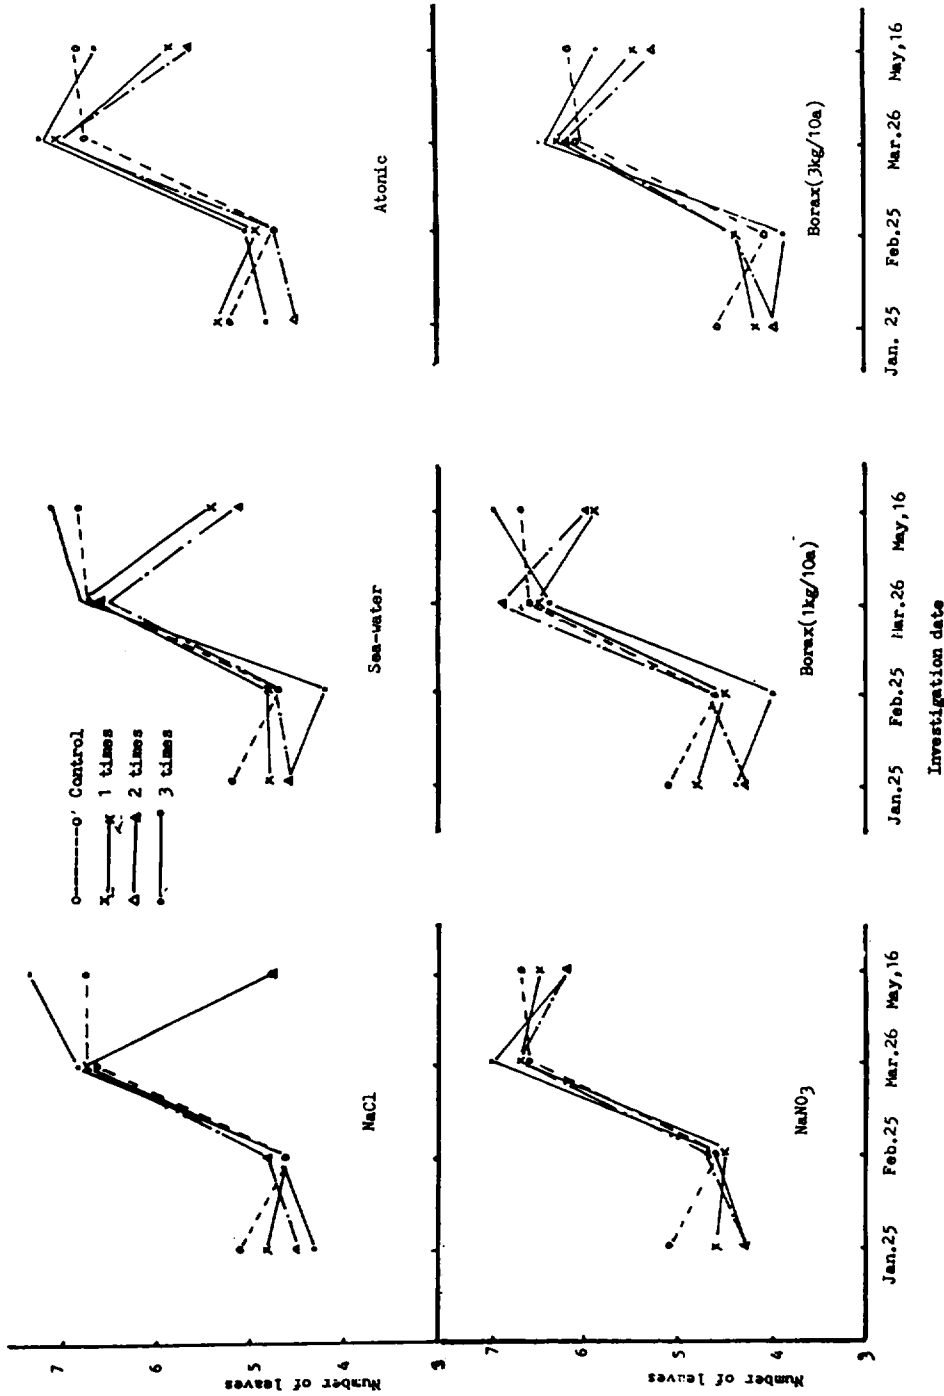 Number of leaves
7
6
5
4
3
NaCl
o-------o' Control
x———x 1 times
△———▲ 2 times
•———• 3 times
Sea-water
Atonic
Number of leaves
7
6
5
4
3
NaNO3
Borax(1kg/10a)
Borax(3kg/10a)
Jan.25 Feb.25 Mar.26 May,16
Jan.25 Feb.25 Mar.26 May,16
Jan. 25 Feb.25 Mar.26 May,16
Investigation date